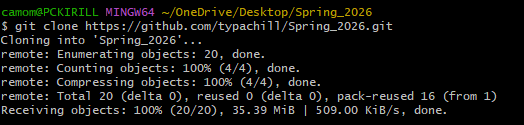 camom@PCKIRILL MINGW64 ~/OneDrive/Desktop/Spring_2026
$ git clone https://github.com/typachill/Spring_2026.git
Cloning into 'Spring_2026'...
remote: Enumerating objects: 20, done.
remote: Counting objects: 100% (4/4), done.
remote: Compressing objects: 100% (4/4), done.
remote: Total 20 (delta 0), reused 0 (delta 0), pack-reused 16 (from 1)
Receiving objects: 100% (20/20), 35.39 MiB | 509.00 KiB/s, done.